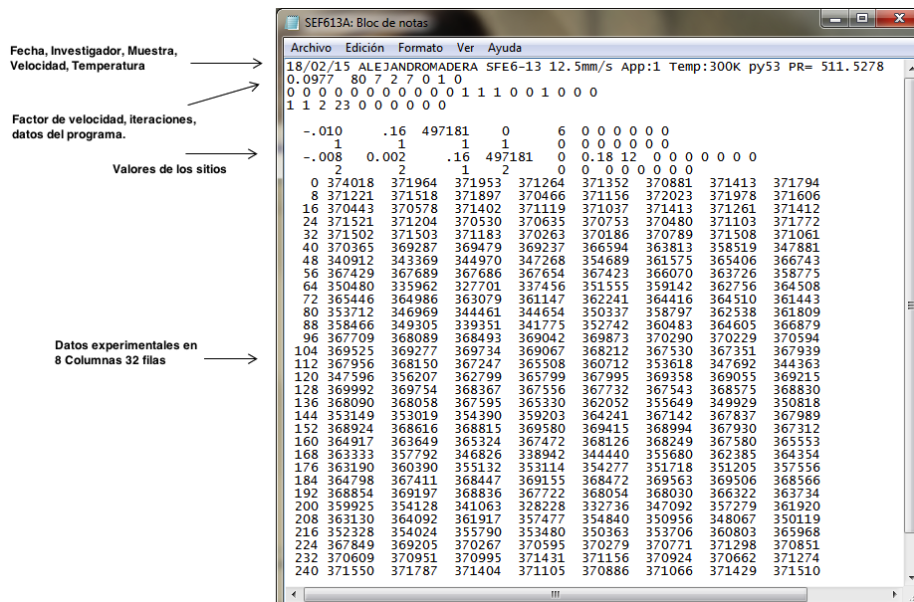 SEF613A: Bloc de notas
Archivo Edición Formato Ver Ayuda
Fecha, Investigador, Muestra,
Velocidad, Temperatura
18/02/15 ALEJANDROMADERA SFE6-13 12.5mm/s App:1 Temp:300K py53 PR= 511.5278
0.0977 80 7 2 7 0 1 0
0 0 0 0 0 0 0 0 0 0 0 1 1 1 0 0 1 0 0 0
1 1 2 23 0 0 0 0 0 0
Factor de velocidad, iteraciones,
datos del programa.
-.010 .16 497181 0 6 0 0 0 0 0 0
1 1 1 1 0 0 0 0 0 0 0
-.008 0.002 .16 497181 0 0.18 12 0 0 0 0 0 0 0
2 2 1 2 0 0 0 0 0 0 0 0
Valores de los sitios
0 374018 371964 371953 371264 371352 370881 371413 371794
8 371221 371518 371897 370466 371156 372023 371978 371606
16 370443 370578 371402 371119 371037 371413 371261 371412
24 371521 371204 370530 370635 370753 370480 371103 371772
32 371502 371503 371183 370263 370186 370789 371508 371061
40 370365 369287 369479 369237 366594 363813 358519 347881
48 340912 343369 344970 347268 354689 361575 365406 366743
56 367429 367689 367686 367654 367423 366070 363726 358775
64 350480 335962 327701 337456 351555 359142 362756 364508
72 365446 364986 363079 361147 362241 364416 364510 361443
80 353712 346969 344461 344654 350337 358797 362538 361809
88 358466 349305 339351 341775 352742 360483 364605 366879
96 367709 368089 368493 369042 369873 370290 370229 370594
104 369525 369277 369734 369067 368212 367530 367351 367939
112 367956 368150 367247 365508 360712 353618 347692 344363
120 347596 356207 362799 365799 367995 369358 369055 369215
128 369992 369754 368367 367556 367732 367543 368575 368830
136 368090 368058 367595 365330 362052 355649 349929 350818
144 353149 353019 354390 359203 364241 367142 367837 367989
152 368924 368616 368815 369580 369415 368994 367930 367312
160 364917 363649 365324 367472 368126 368249 367580 365553
168 363333 357792 346826 338942 344440 355680 362385 364354
176 363190 360390 355132 353114 354277 351718 351205 357556
184 364798 367411 368447 369155 368472 369563 369506 368566
192 368854 369197 368836 367722 368054 368030 366322 363734
200 359925 354128 341063 328228 332736 347092 357279 361920
208 363130 364092 361917 357477 354840 350956 348067 350119
216 352328 354024 355790 353480 350363 353706 360803 365968
224 367849 369205 370267 370595 370279 370771 371298 370851
232 370609 370951 370995 371431 371156 370924 370662 371274
240 371550 371787 371404 371105 370886 371066 371429 371510
Datos experimentales en
8 Columnas 32 filas